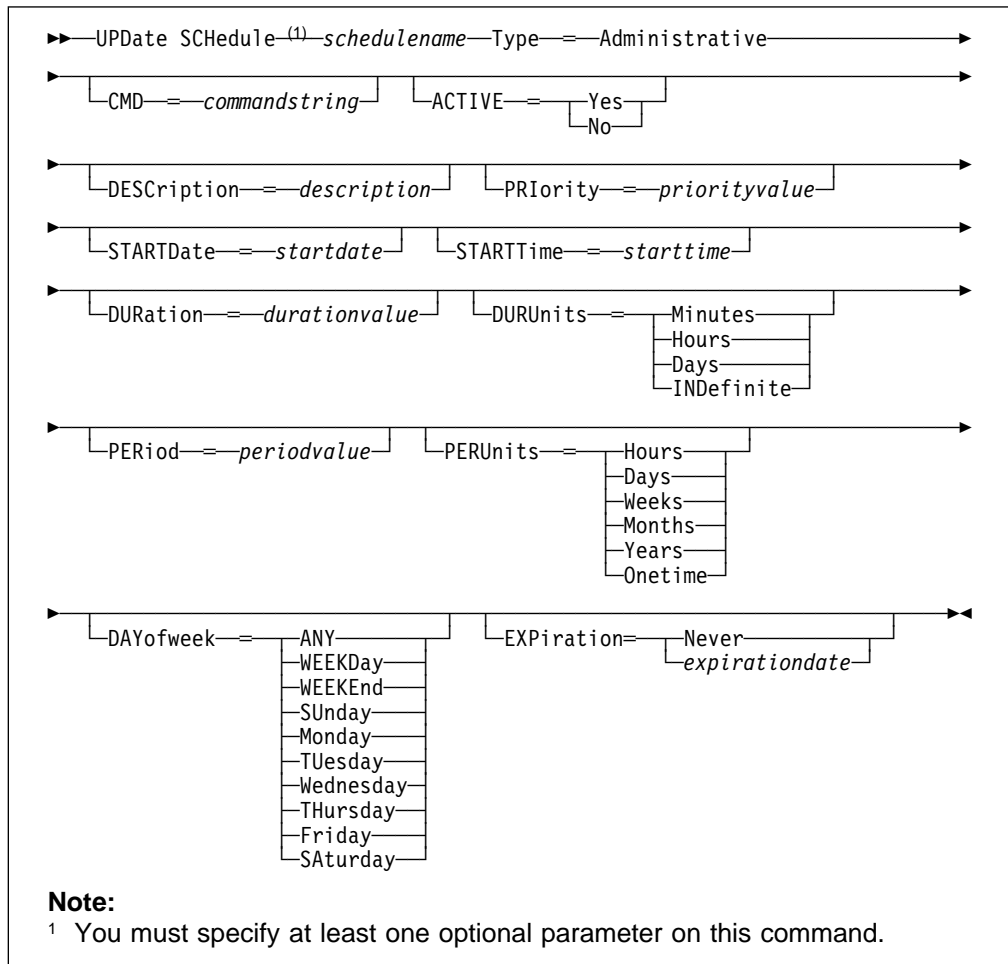 UPDate SCHedule (1) schedulename Type = Administrative
CMD = commandstring ACTIVE = Yes
No
DESCription = description PRIority = priorityvalue
STARTDate = startdate STARTTime = starttime
DURation = durationvalue DURUnits = Minutes
Hours
Days
INDefinite
PERiod = periodvalue PERUnits = Hours
Days
Weeks
Months
Years
Onetime
DAYofweek = ANY EXPiration= Never
WEEKDay expirationdate
WEEKEnd
SUnday
Monday
TUesday
Wednesday
THursday
Friday
SAturday
Note:
1 You must specify at least one optional parameter on this command.